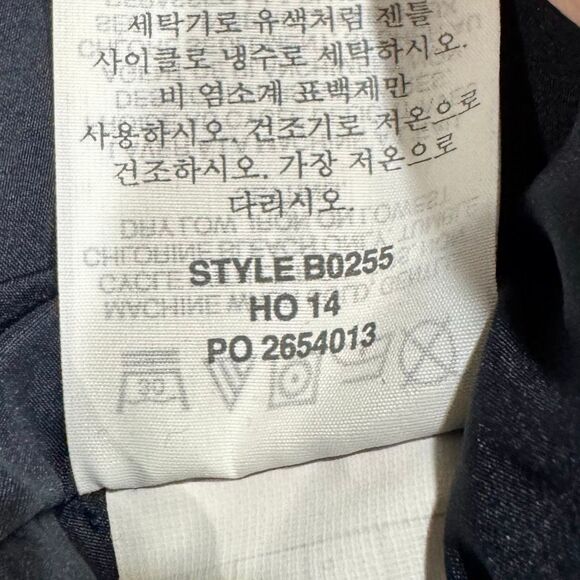 세탁기로 유색처럼 젠틀
사이클로 냉수로 세탁하시오.
비 염소계 표백제만
사용하시오. 건조기로 저온으로
건조하시오. 가장 저온으로
다리시오.
STYLE B0255
HO 14
PO 2654013
30